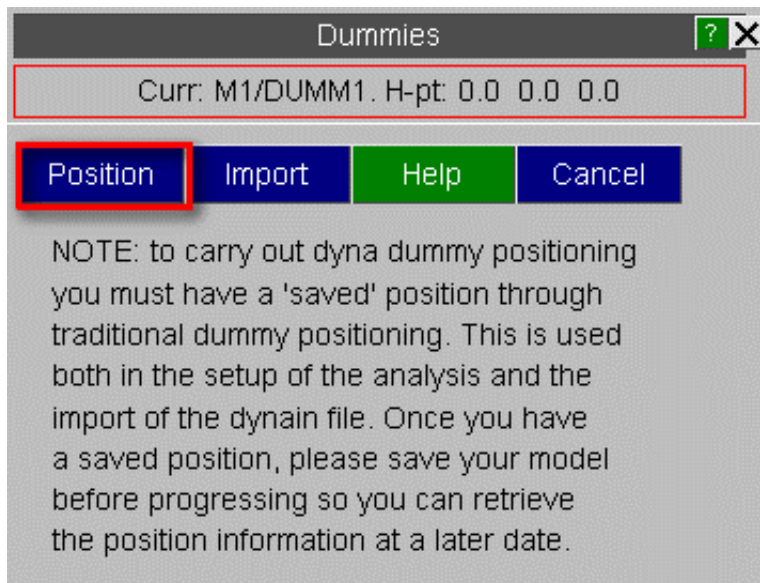 Dummies ? X
Curr: M1/DUMM1. H-pt: 0.0 0.0 0.0
Position Import Help Cancel
NOTE: to carry out dyna dummy positioning
you must have a 'saved' position through
traditional dummy positioning. This is used
both in the setup of the analysis and the
import of the dynain file. Once you have
a saved position, please save your model
before progressing so you can retrieve
the position information at a later date.